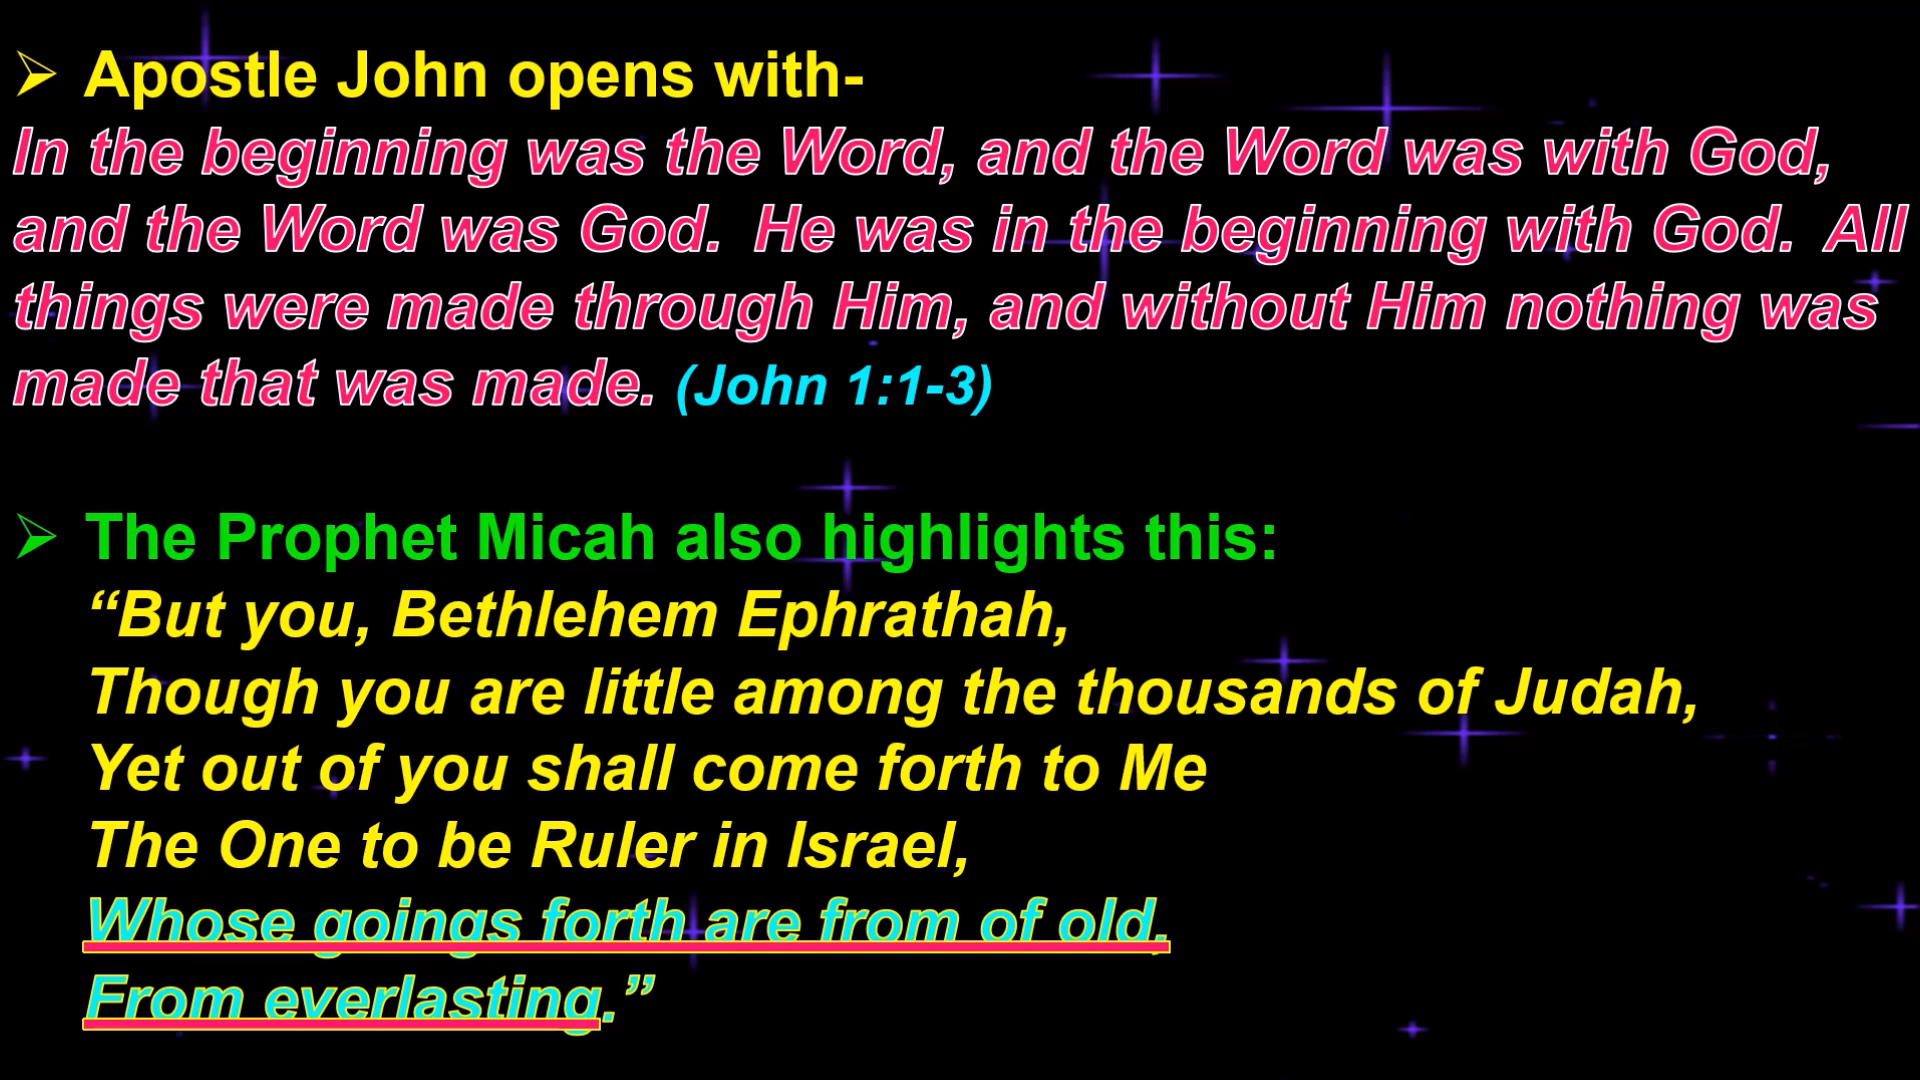 ➢ Apostle John opens with-
In the beginning was the Word, and the Word was with God,
and the Word was God.  He was in the beginning with God.  All
things were made through Him, and without Him nothing was
made that was made. (John 1:1-3)
➢ The Prophet Micah also highlights this:
“But you, Bethlehem Ephrathah,
Though you are little among the thousands of Judah,
Yet out of you shall come forth to Me
The One to be Ruler in Israel,
Whose goings forth are from of old,
From everlasting.”